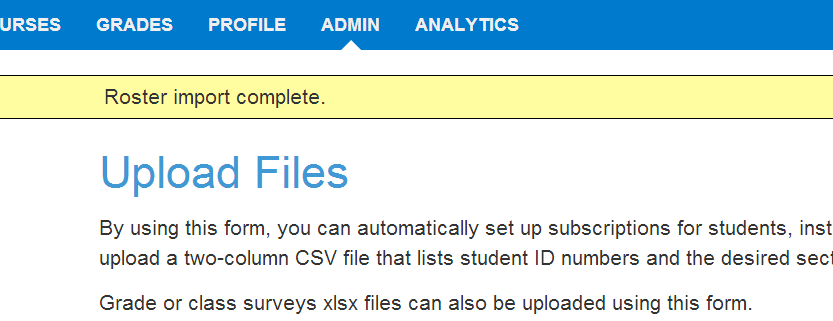 URSES GRADES PROFILE ADMIN ANALYTICS
Roster import complete.
Upload Files
By using this form, you can automatically set up subscriptions for students, inst
upload a two-column CSV file that lists student ID numbers and the desired sect
Grade or class surveys xlsx files can also be uploaded using this form.